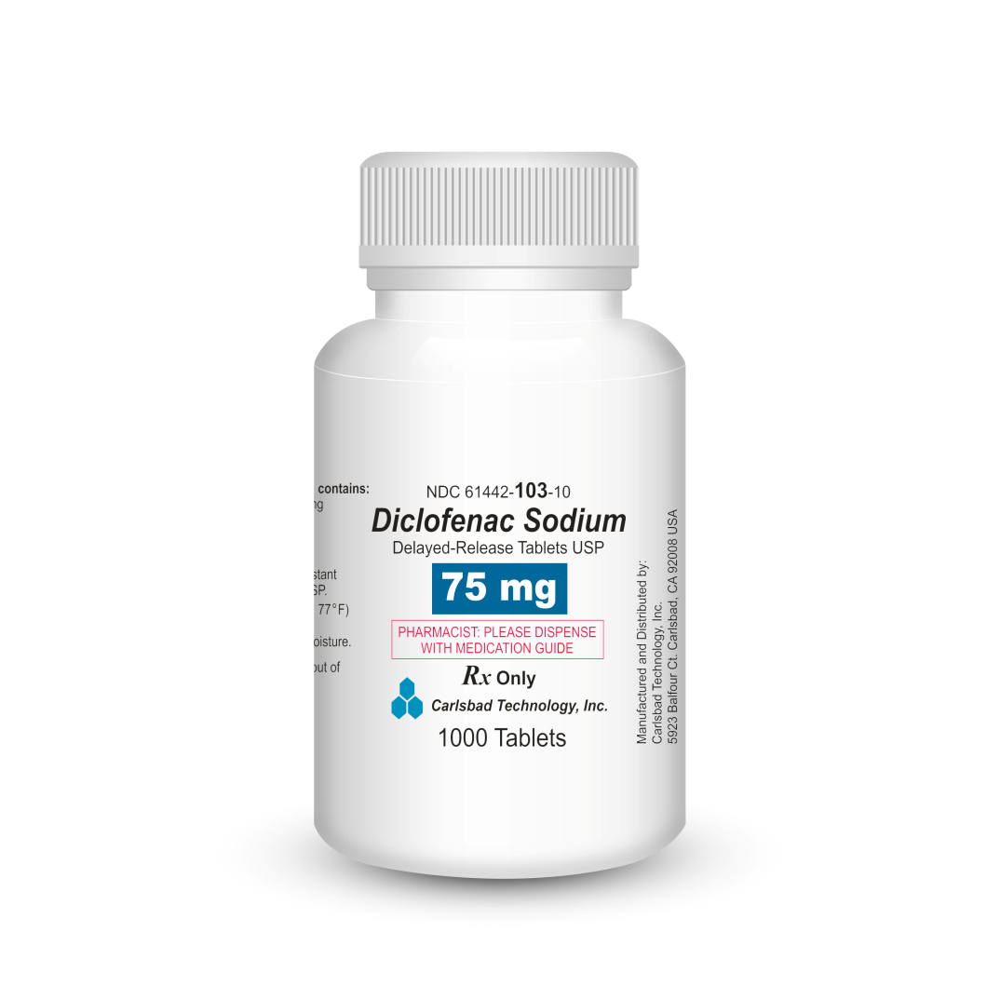 contains:
NDC 61442-103-10
Diclofenac Sodium
Delayed-Release Tablets USP
75 mg
PHARMACIST: PLEASE DISPENSE
WITH MEDICATION GUIDE
Rx Only
Carlsbad Technology, Inc.
1000 Tablets
77°F)
out of
Manufactured and Distributed by:
Carlsbad Technology, Inc.
5923 Balfour Ct. Carlsbad, CA 92008 USA